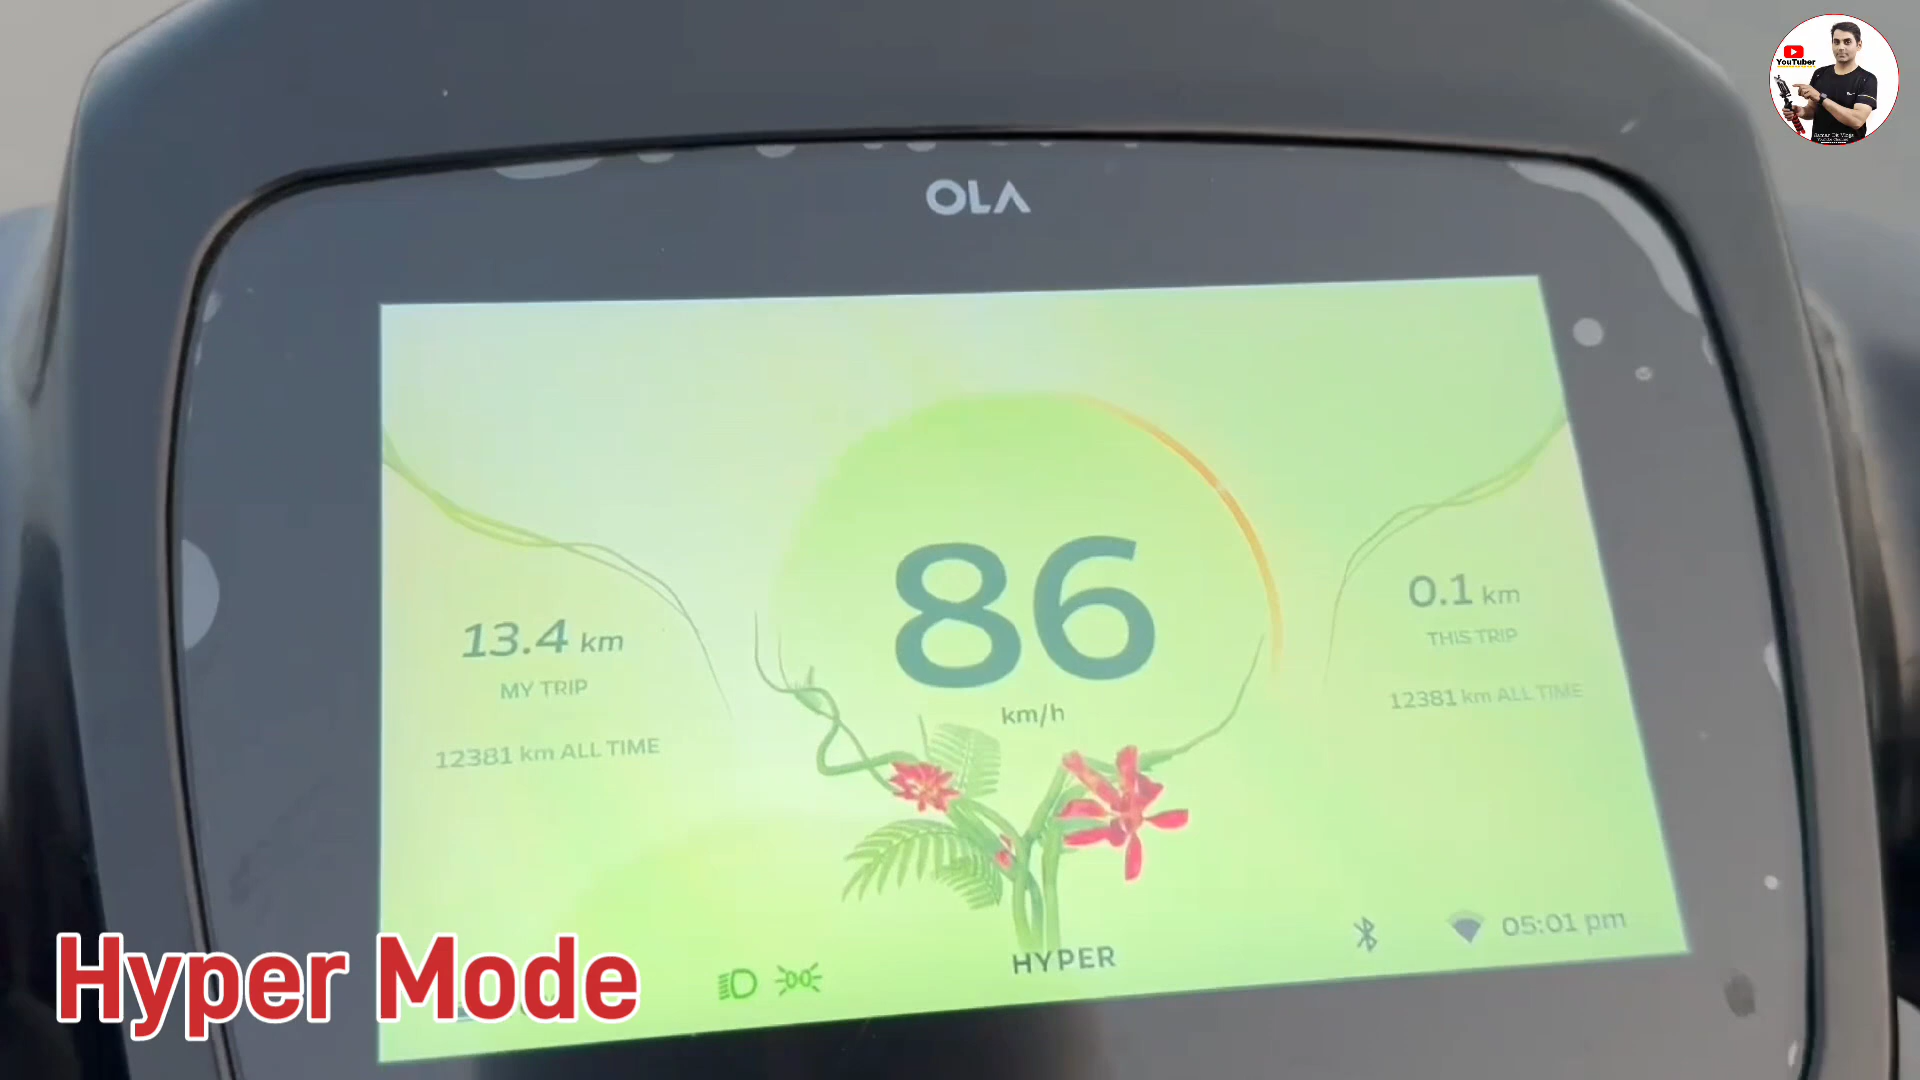 YouTuber
OLA
86
km/h
13.4 km
MY TRIP
12381 km ALL TIME
0.1 km
THIS TRIP
12381 km ALL TIME
HYPER
05:01 pm
Hyper Mode